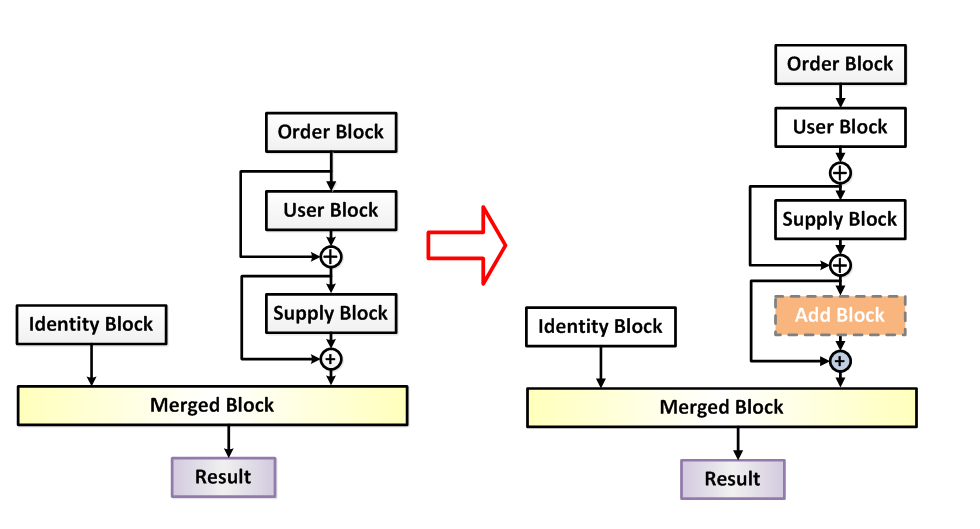 Order Block
User Block
Supply Block
Identity Block
Merged Block
Result
Order Block
User Block
Supply Block
Add Block
Identity Block
Merged Block
Result